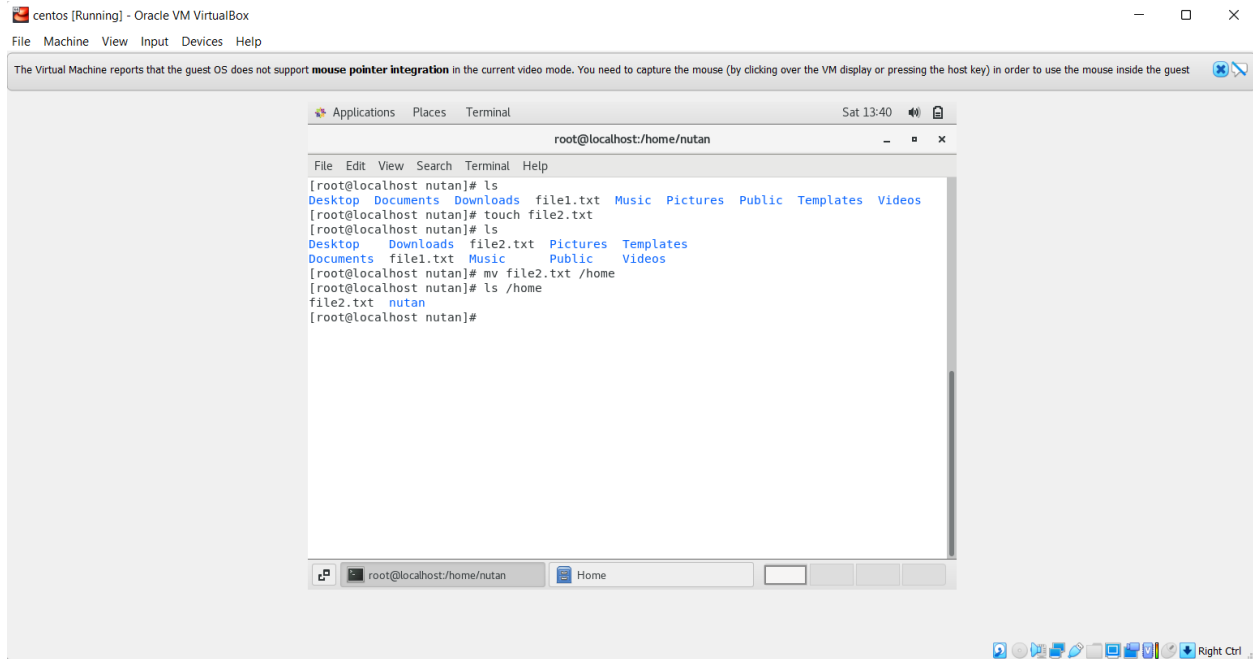 centos [Running] - Oracle VM VirtualBox
File Machine View Input Devices Help
The Virtual Machine reports that the guest OS does not support mouse pointer integration in the current video mode. You need to capture the mouse (by clicking over the VM display or pressing the host key) in order to use the mouse inside the guest
Applications Places Terminal Sat 13:40
root@localhost:/home/nutan
File Edit View Search Terminal Help
[root@localhost nutan]# ls
Desktop Documents Downloads file1.txt Music Pictures Public Templates Videos
[root@localhost nutan]# touch file2.txt
[root@localhost nutan]# ls
Desktop Downloads file2.txt Pictures Templates
Documents file1.txt Music Public Videos
[root@localhost nutan]# mv file2.txt /home
[root@localhost nutan]# ls /home
file2.txt nutan
[root@localhost nutan]#
root@localhost:/home/nutan Home
Right Ctrl